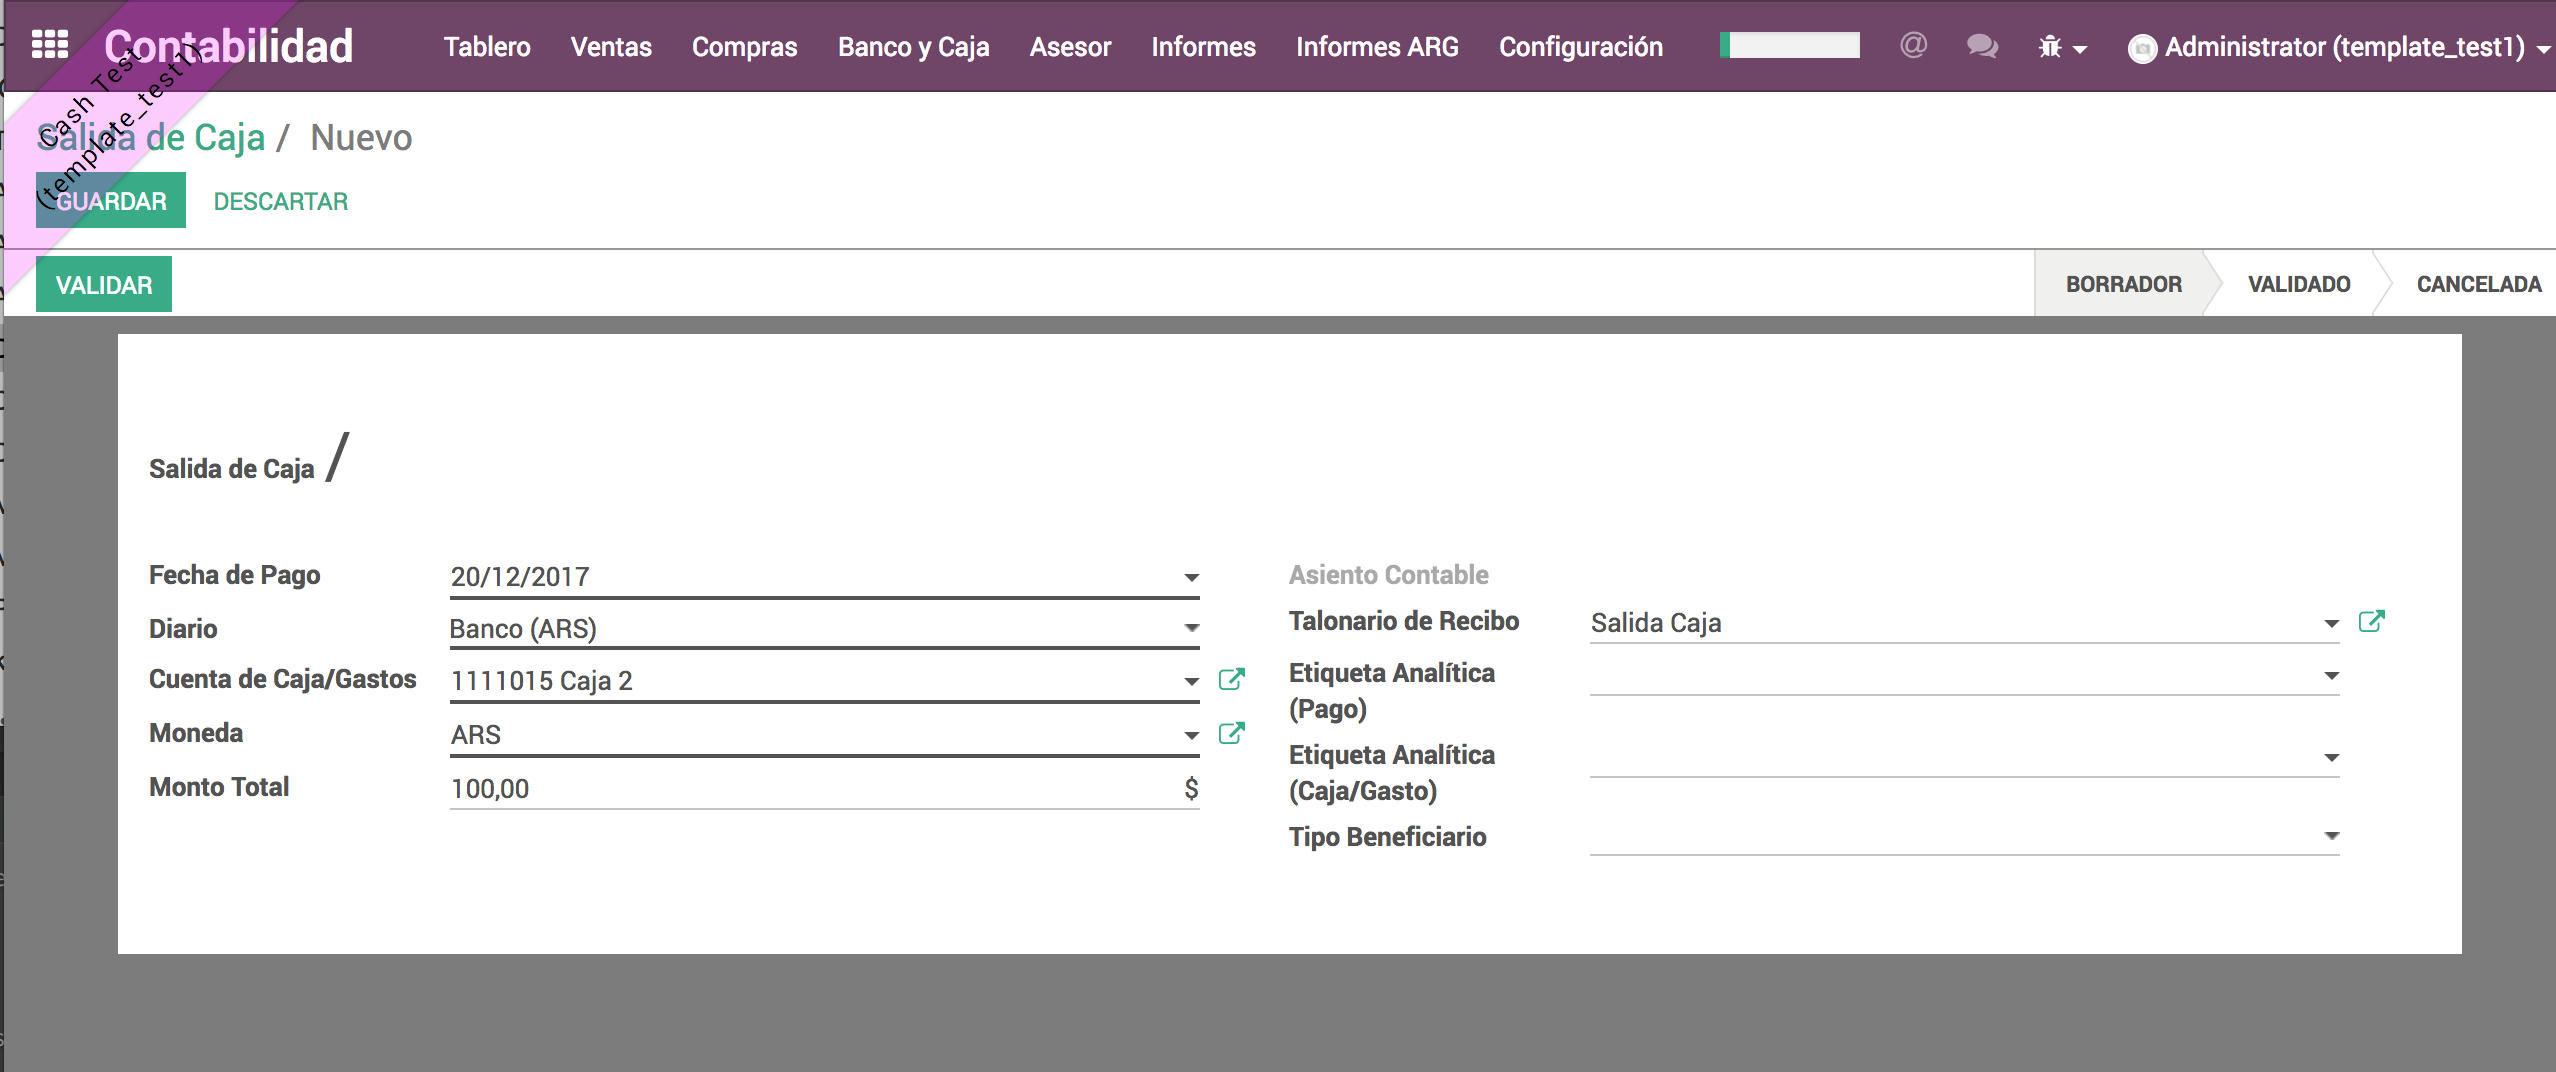 Contabilidad Tablero Ventas Compras Banco y Caja Asesor Informes Informes ARG Configuración @ Administrator (template_test1)
Cash Test
(template_test1)
Salida de Caja / Nuevo
GUARDAR DESCARTAR
VALIDAR BORRADOR VALIDADO CANCELADA
Salida de Caja /
Fecha de Pago 20/12/2017
Diario Banco (ARS)
Cuenta de Caja/Gastos 1111015 Caja 2
Moneda ARS
Monto Total 100,00 $
Asiento Contable
Talonario de Recibo Salida Caja
Etiqueta Analítica
(Pago)
Etiqueta Analítica
(Caja/Gasto)
Tipo Beneficiario